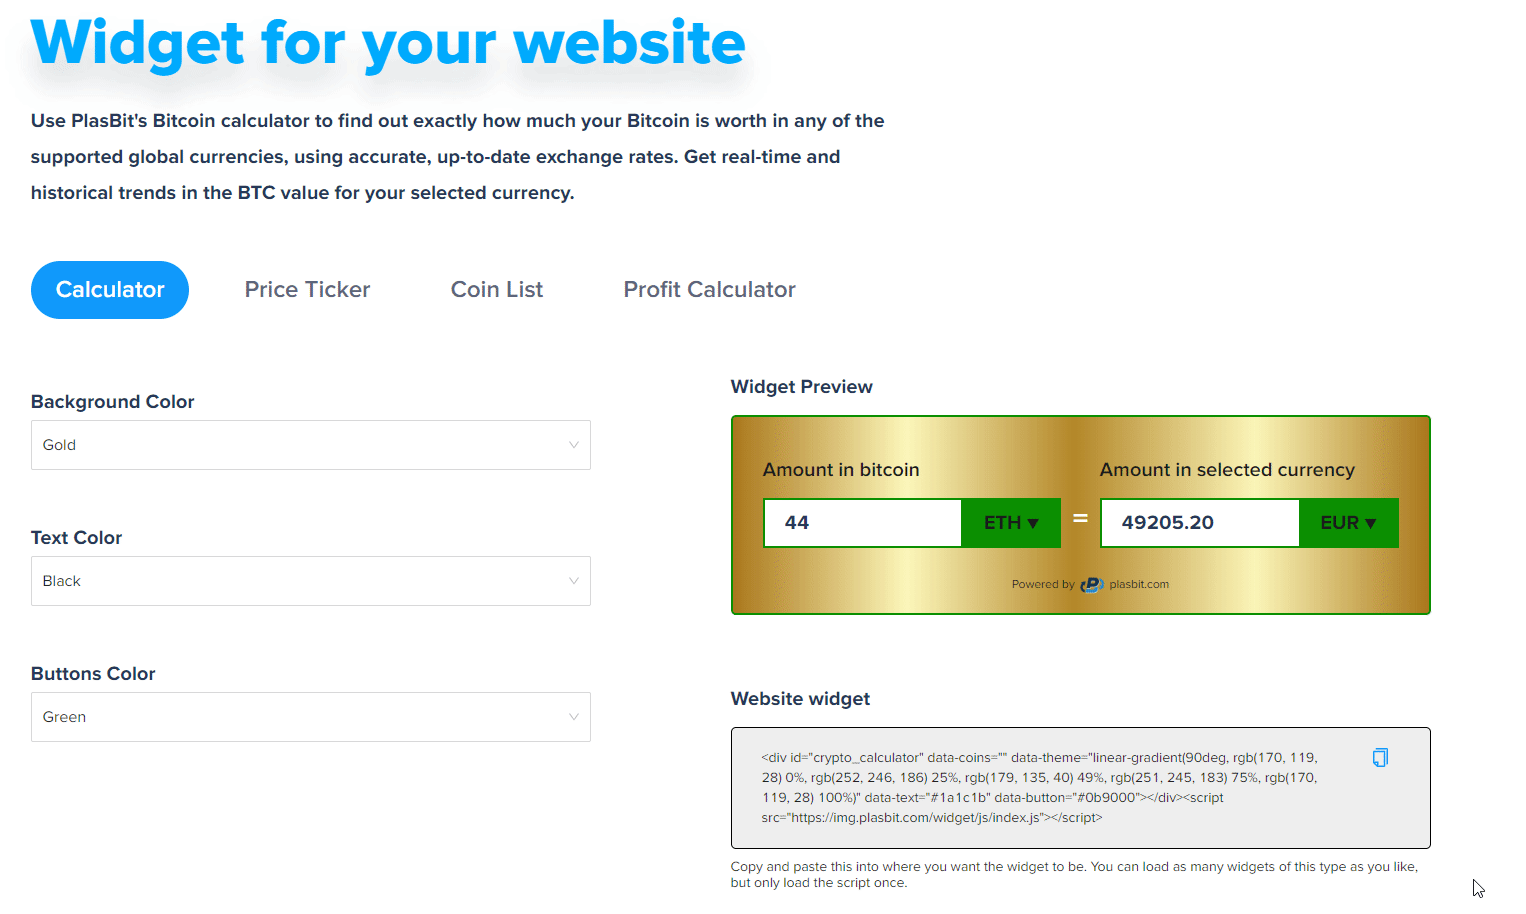 Widget for your website
Use PlasBit's Bitcoin calculator to find out exactly how much your Bitcoin is worth in any of the
supported global currencies, using accurate, up-to-date exchange rates. Get real-time and
historical trends in the BTC value for your selected currency.
Calculator
Price Ticker
Coin List
Profit Calculator
Background Color
Gold
Text Color
Black
Buttons Color
Green
Widget Preview
Amount in bitcoin
44
ETH ▼
=
Amount in selected currency
49205.20
EUR ▼
Powered by plasbit.com
Website widget
<div id="crypto_calculator" data-coins="" data-theme="linear-gradient(90deg, rgb(170, 119,
28) 0%, rgb(252, 246, 186) 25%, rgb(179, 135, 40) 49%, rgb(251, 245, 183) 75%, rgb(170,
119, 28) 100%)" data-text="#1a1c1b" data-button="#0b9000"></div><script
src="https://img.plasbit.com/widget/js/index.js"></script>
Copy and paste this into where you want the widget to be. You can load as many widgets of this type as you like,
but only load the script once.